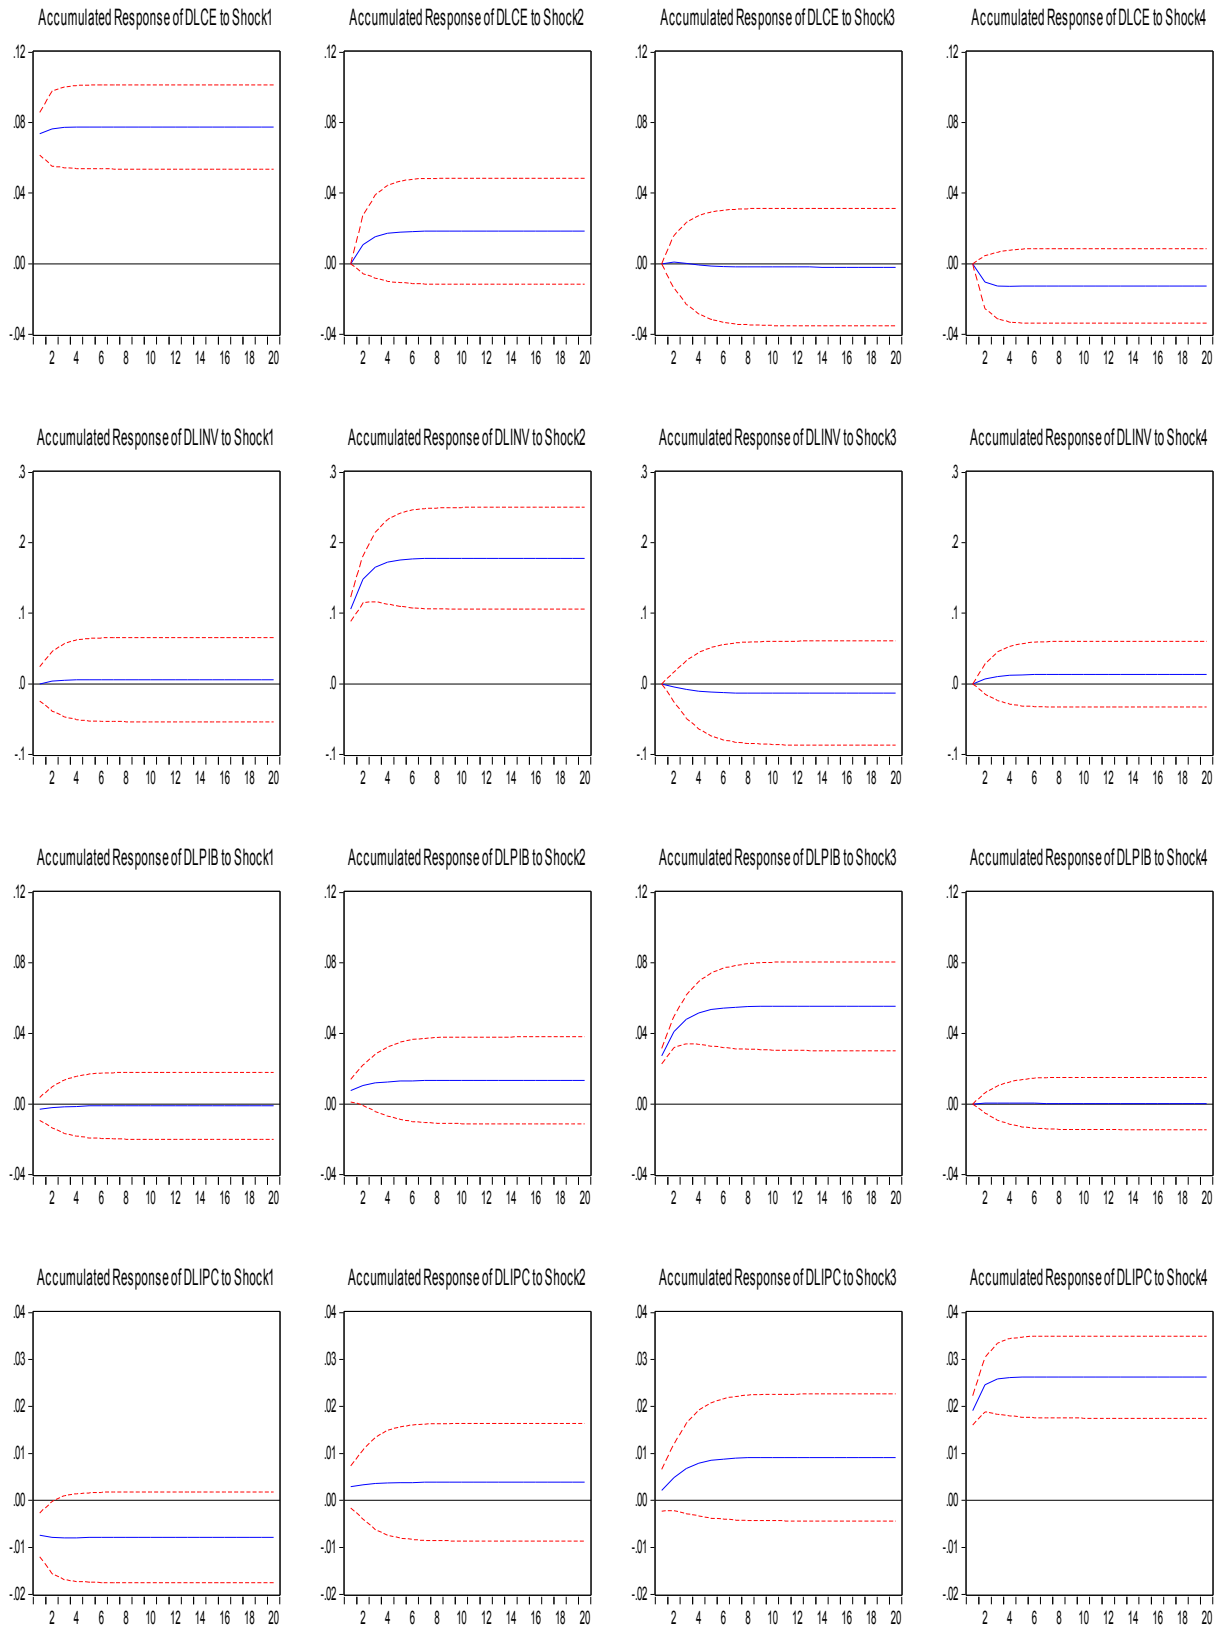 Accumulated Response of DLCE to Shock1
Accumulated Response of DLCE to Shock2
Accumulated Response of DLCE to Shock3
Accumulated Response of DLCE to Shock4
.12
.08
.04
.00
-.04
2 4 6 8 10 12 14 16 18 20
.12
.08
.04
.00
-.04
2 4 6 8 10 12 14 16 18 20
.12
.08
.04
.00
-.04
2 4 6 8 10 12 14 16 18 20
.12
.08
.04
.00
-.04
2 4 6 8 10 12 14 16 18 20
Accumulated Response of DLINV to Shock1
Accumulated Response of DLINV to Shock2
Accumulated Response of DLINV to Shock3
Accumulated Response of DLINV to Shock4
.3
.2
.1
.0
-.1
2 4 6 8 10 12 14 16 18 20
.3
.2
.1
.0
-.1
2 4 6 8 10 12 14 16 18 20
.3
.2
.1
.0
-.1
2 4 6 8 10 12 14 16 18 20
.3
.2
.1
.0
-.1
2 4 6 8 10 12 14 16 18 20
Accumulated Response of DLPIB to Shock1
Accumulated Response of DLPIB to Shock2
Accumulated Response of DLPIB to Shock3
Accumulated Response of DLPIB to Shock4
.12
.08
.04
.00
-.04
2 4 6 8 10 12 14 16 18 20
.12
.08
.04
.00
-.04
2 4 6 8 10 12 14 16 18 20
.12
.08
.04
.00
-.04
2 4 6 8 10 12 14 16 18 20
.12
.08
.04
.00
-.04
2 4 6 8 10 12 14 16 18 20
Accumulated Response of DLIPC to Shock1
Accumulated Response of DLIPC to Shock2
Accumulated Response of DLIPC to Shock3
Accumulated Response of DLIPC to Shock4
.04
.03
.02
.01
.00
-.01
-.02
2 4 6 8 10 12 14 16 18 20
.04
.03
.02
.01
.00
-.01
-.02
2 4 6 8 10 12 14 16 18 20
.04
.03
.02
.01
.00
-.01
-.02
2 4 6 8 10 12 14 16 18 20
.04
.03
.02
.01
.00
-.01
-.02
2 4 6 8 10 12 14 16 18 20